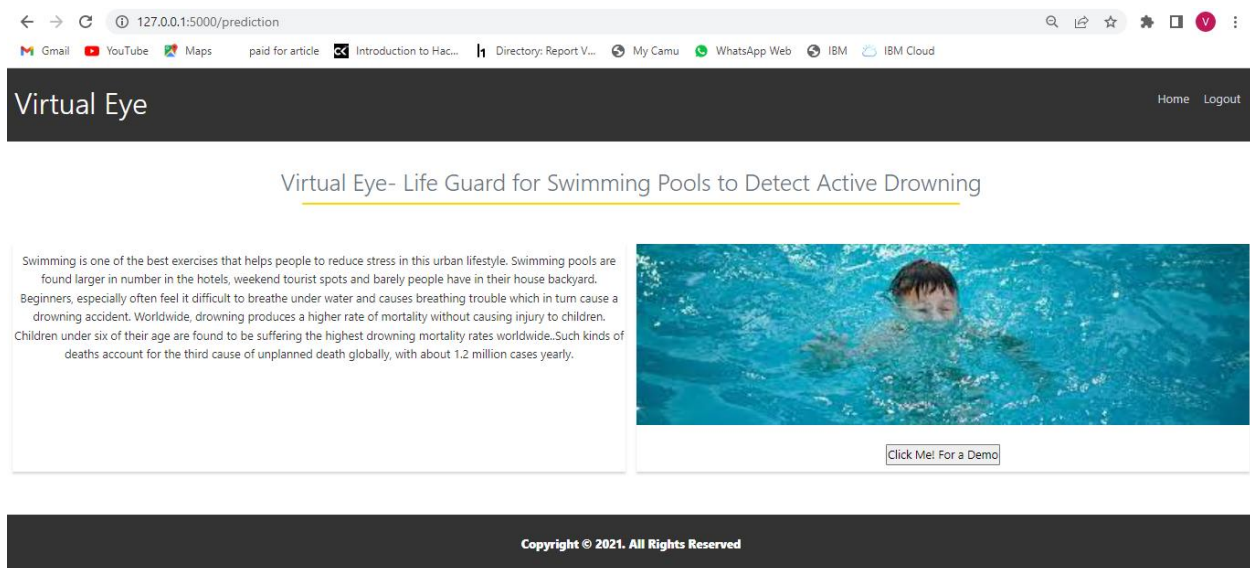 127.0.0.1:5000/prediction
V
Gmail YouTube Maps paid for article Introduction to Hac... Directory: Report V... My Camu WhatsApp Web IBM IBM Cloud
Virtual Eye
Home Logout
Virtual Eye- Life Guard for Swimming Pools to Detect Active Drowning
Swimming is one of the best exercises that helps people to reduce stress in this urban lifestyle. Swimming pools are
found larger in number in the hotels, weekend tourist spots and barely people have in their house backyard.
Beginners, especially often feel it difficult to breathe under water and causes breathing trouble which in turn cause a
drowning accident. Worldwide, drowning produces a higher rate of mortality without causing injury to children.
Children under six of their age are found to be suffering the highest drowning mortality rates worldwide..Such kinds of
deaths account for the third cause of unplanned death globally, with about 1.2 million cases yearly.
Click Me! For a Demo
Copyright © 2021. All Rights Reserved